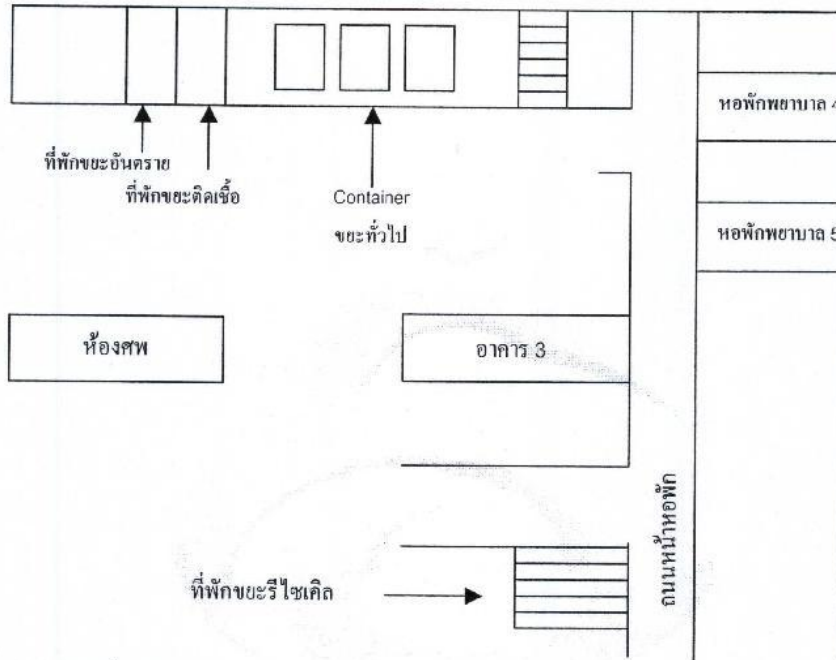 หอพักพยาบาล 4
ที่พักขยะอันตราย
ที่พักขยะติดเชื้อ
Container
ขยะทั่วไป
หอพักพยาบาล 5
ห้องศพ
อาคาร 3
ถนนหน้าหอพัก
ที่พักขยะรีไซเคิล